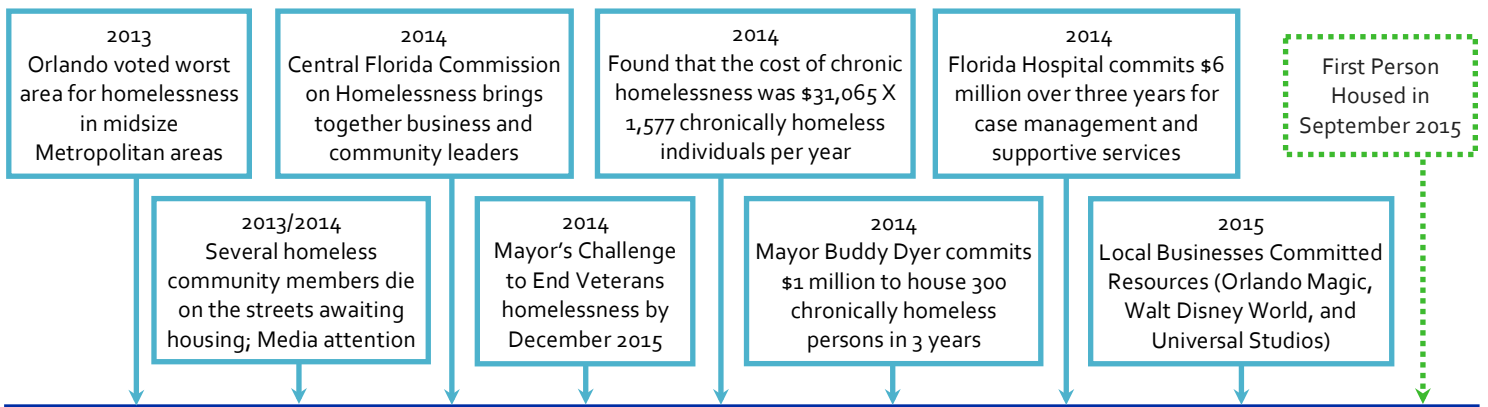 2013
Orlando voted worst
area for homelessness
in midsize
Metropolitan areas
2013/2014
Several homeless
community members die
on the streets awaiting
housing; Media attention
2014
Central Florida Commission
on Homelessness brings
together business and
community leaders
2014
Mayor’s Challenge
to End Veterans
homelessness by
December 2015
2014
Found that the cost of chronic
homelessness was $31,065 X
1,577 chronically homeless
individuals per year
2014
Mayor Buddy Dyer commits
$1 million to house 300
chronically homeless
persons in 3 years
2014
Florida Hospital commits $6
million over three years for
case management and
supportive services
2015
Local Businesses Committed
Resources (Orlando Magic,
Walt Disney World, and
Universal Studios)
First Person
Housed in
September 2015